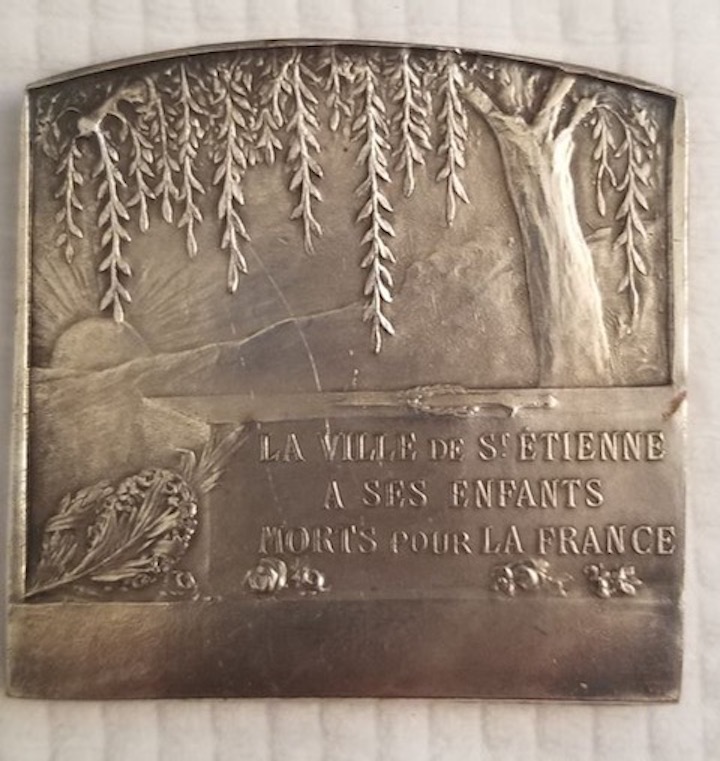 LA VILLE DE ST ÉTIENNE
A SES ENFANTS
MORTS POUR LA FRANCE